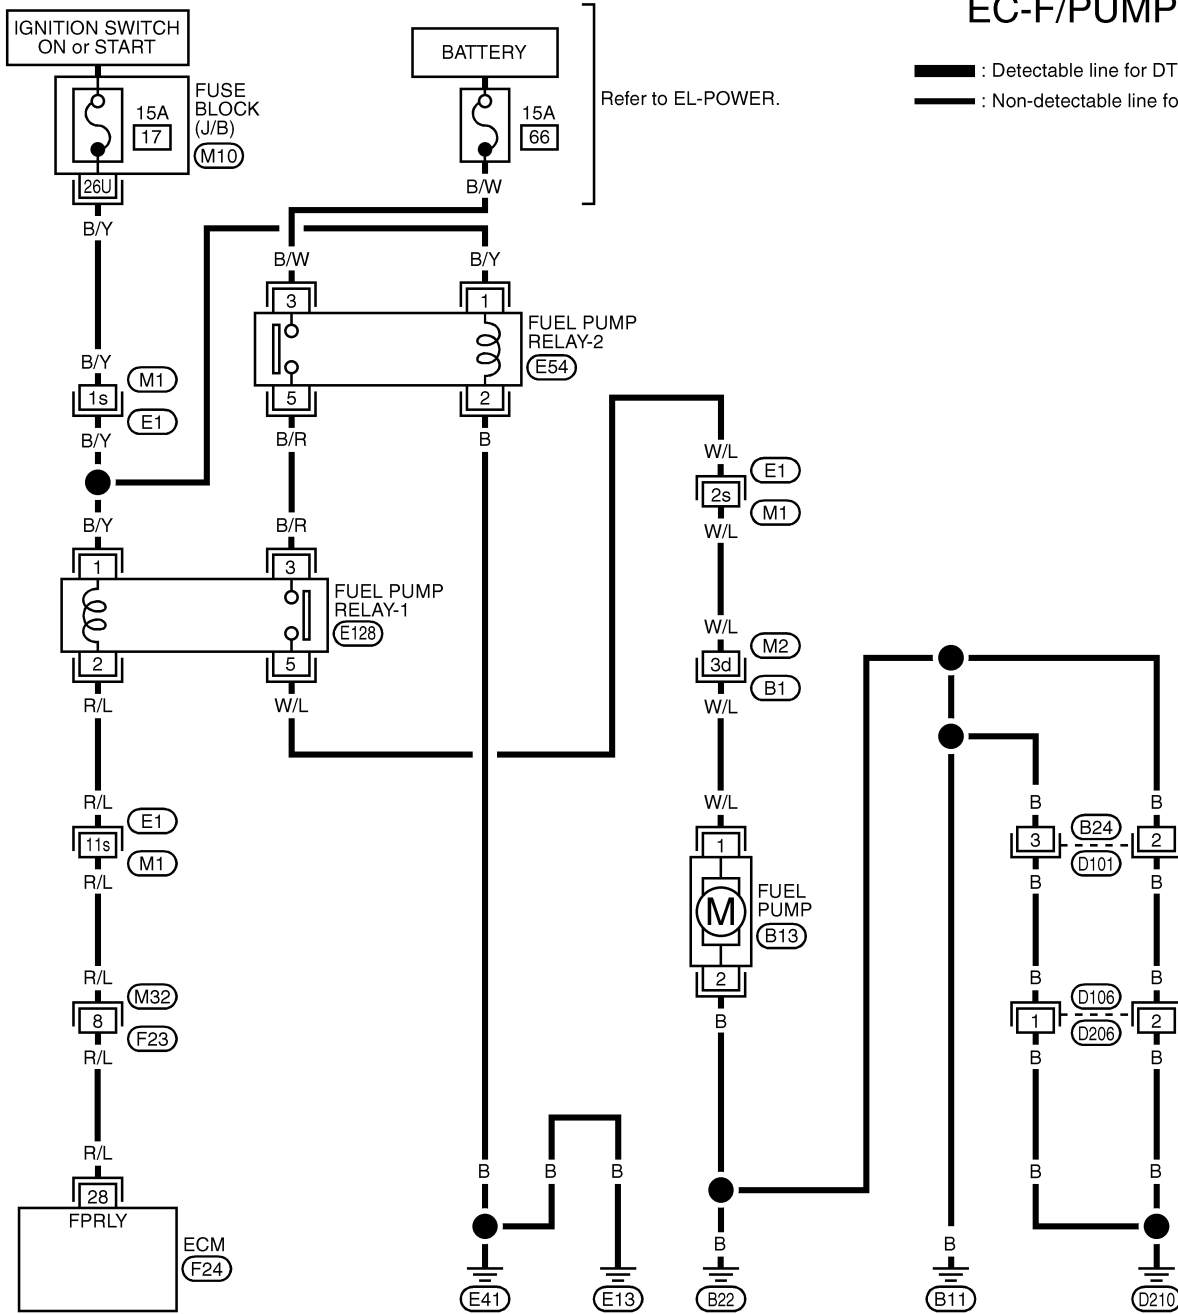 EC-F/PUMP
IGNITION SWITCH
ON or START
BATTERY
: Detectable line for DT
: Non-detectable line fo
Refer to EL-POWER.
FUSE
BLOCK
(J/B)
M10
15A
17
15A
66
26U
B/W
B/Y
B/W
B/Y
3
1
FUEL PUMP
RELAY-2
E54
B/Y
M1
1s
E1
5
2
B/Y
B/R
B
W/L
E1
2s
M1
W/L
B/Y
B/R
1
3
FUEL PUMP
RELAY-1
E128
W/L
M2
3d
B1
2
5
R/L
W/L
W/L
R/L
W/L
B
B
E1
11s
M1
1
3
B24
D101
2
R/L
B
B
FUEL
PUMP
B13
M
R/L
2
B
B
M32
8
F23
B
1
D106
D206
2
R/L
B
B
R/L
B
B
B
B
B
28
FPRLY
ECM
F24
B
B
E41
E13
B22
B11
D210